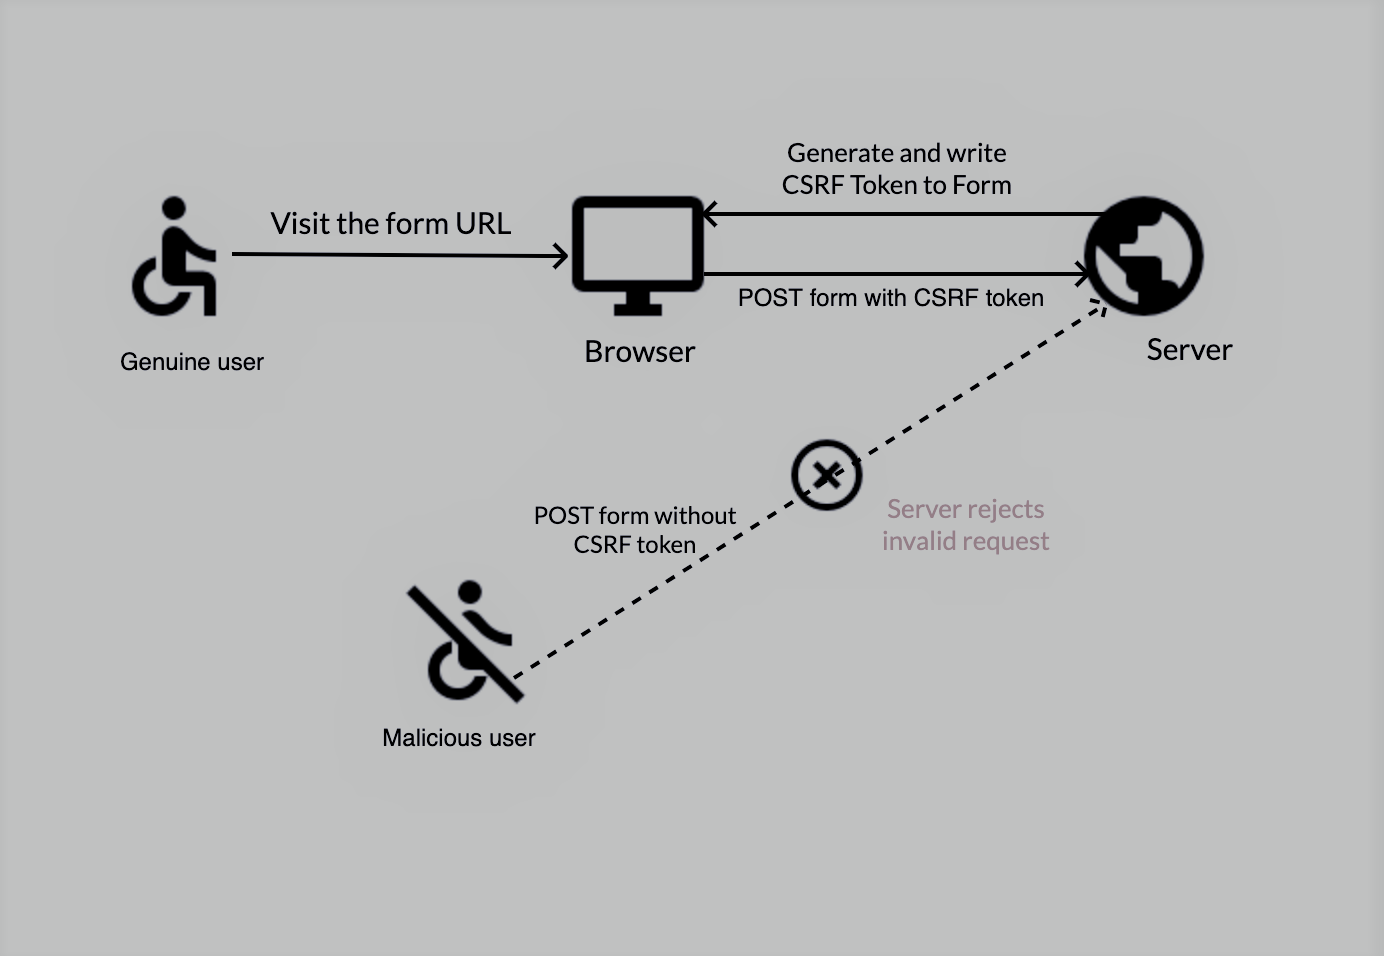 Generate and write
CSRF Token to Form
Visit the form URL
POST form with CSRF token
Genuine user
Browser
Server
POST form without
CSRF token
Server rejects
invalid request
Malicious user